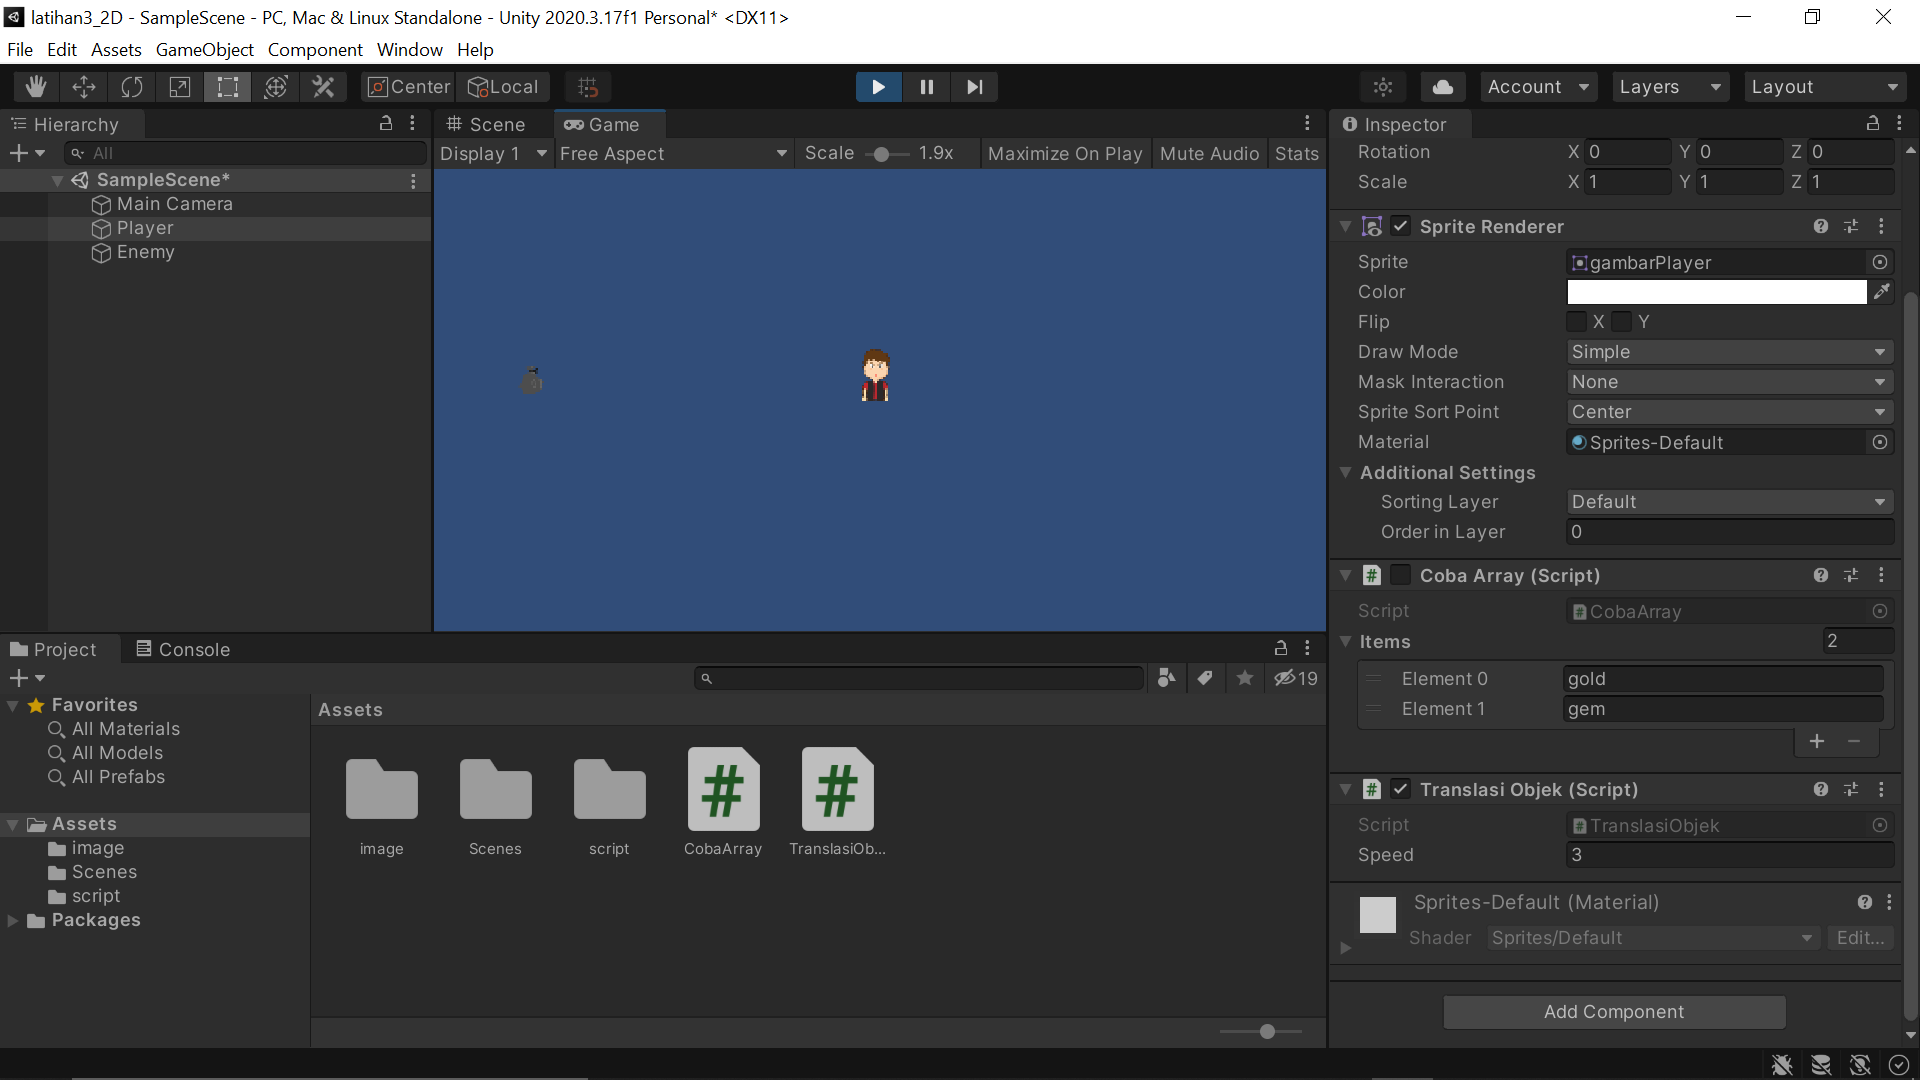 latihan3_2D - SampleScene - PC, Mac & Linux Standalone - Unity 2020.3.17f1 Personal* <DX11>
File Edit Assets GameObject Component Window Help
Center Local Account Layers Layout
Hierarchy
All
SampleScene*
Main Camera
Player
Enemy
Scene Game
Display 1 Free Aspect Scale 1.9x Maximize On Play Mute Audio Stats
Inspector
Rotation X 0 Y 0 Z 0
Scale X 1 Y 1 Z 1
Sprite Renderer
Sprite gambarPlayer
Color
Flip X Y
Draw Mode Simple
Mask Interaction None
Sprite Sort Point Center
Material Sprites-Default
Additional Settings
Sorting Layer Default
Order in Layer 0
Coba Array (Script)
Script CobaArray
Items 2
Element 0 gold
Element 1 gem
Translasi Objek (Script)
Script TranslasiObjek
Speed 3
Sprites-Default (Material)
Shader Sprites/Default Edit...
Add Component
Project Console
19
Favorites
All Materials
All Models
All Prefabs
Assets
image
Scenes
script
Packages
Assets
image Scenes script CobaArray TranslasiOb...